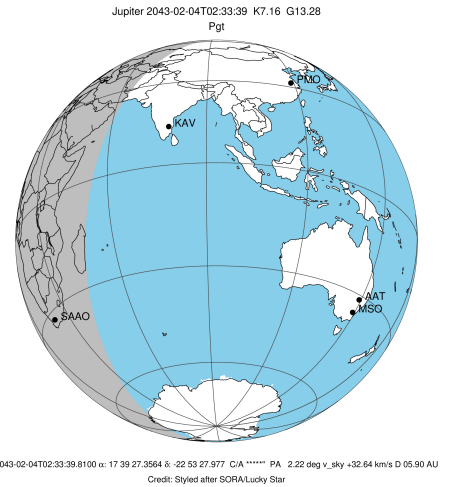 Jupiter 2043-02-04T02:33:39 K7.16 G13.28
Pgt
PMO
KAV
AAT
MSO
SAAO
043-02-04T02:33:39.8100 α: 17 39 27.3564 δ: -22 53 27.977 C/A *****" PA 2.22 deg v_sky +32.64 km/s D 05.90 AU
Credit: Styled after SORA/Lucky Star